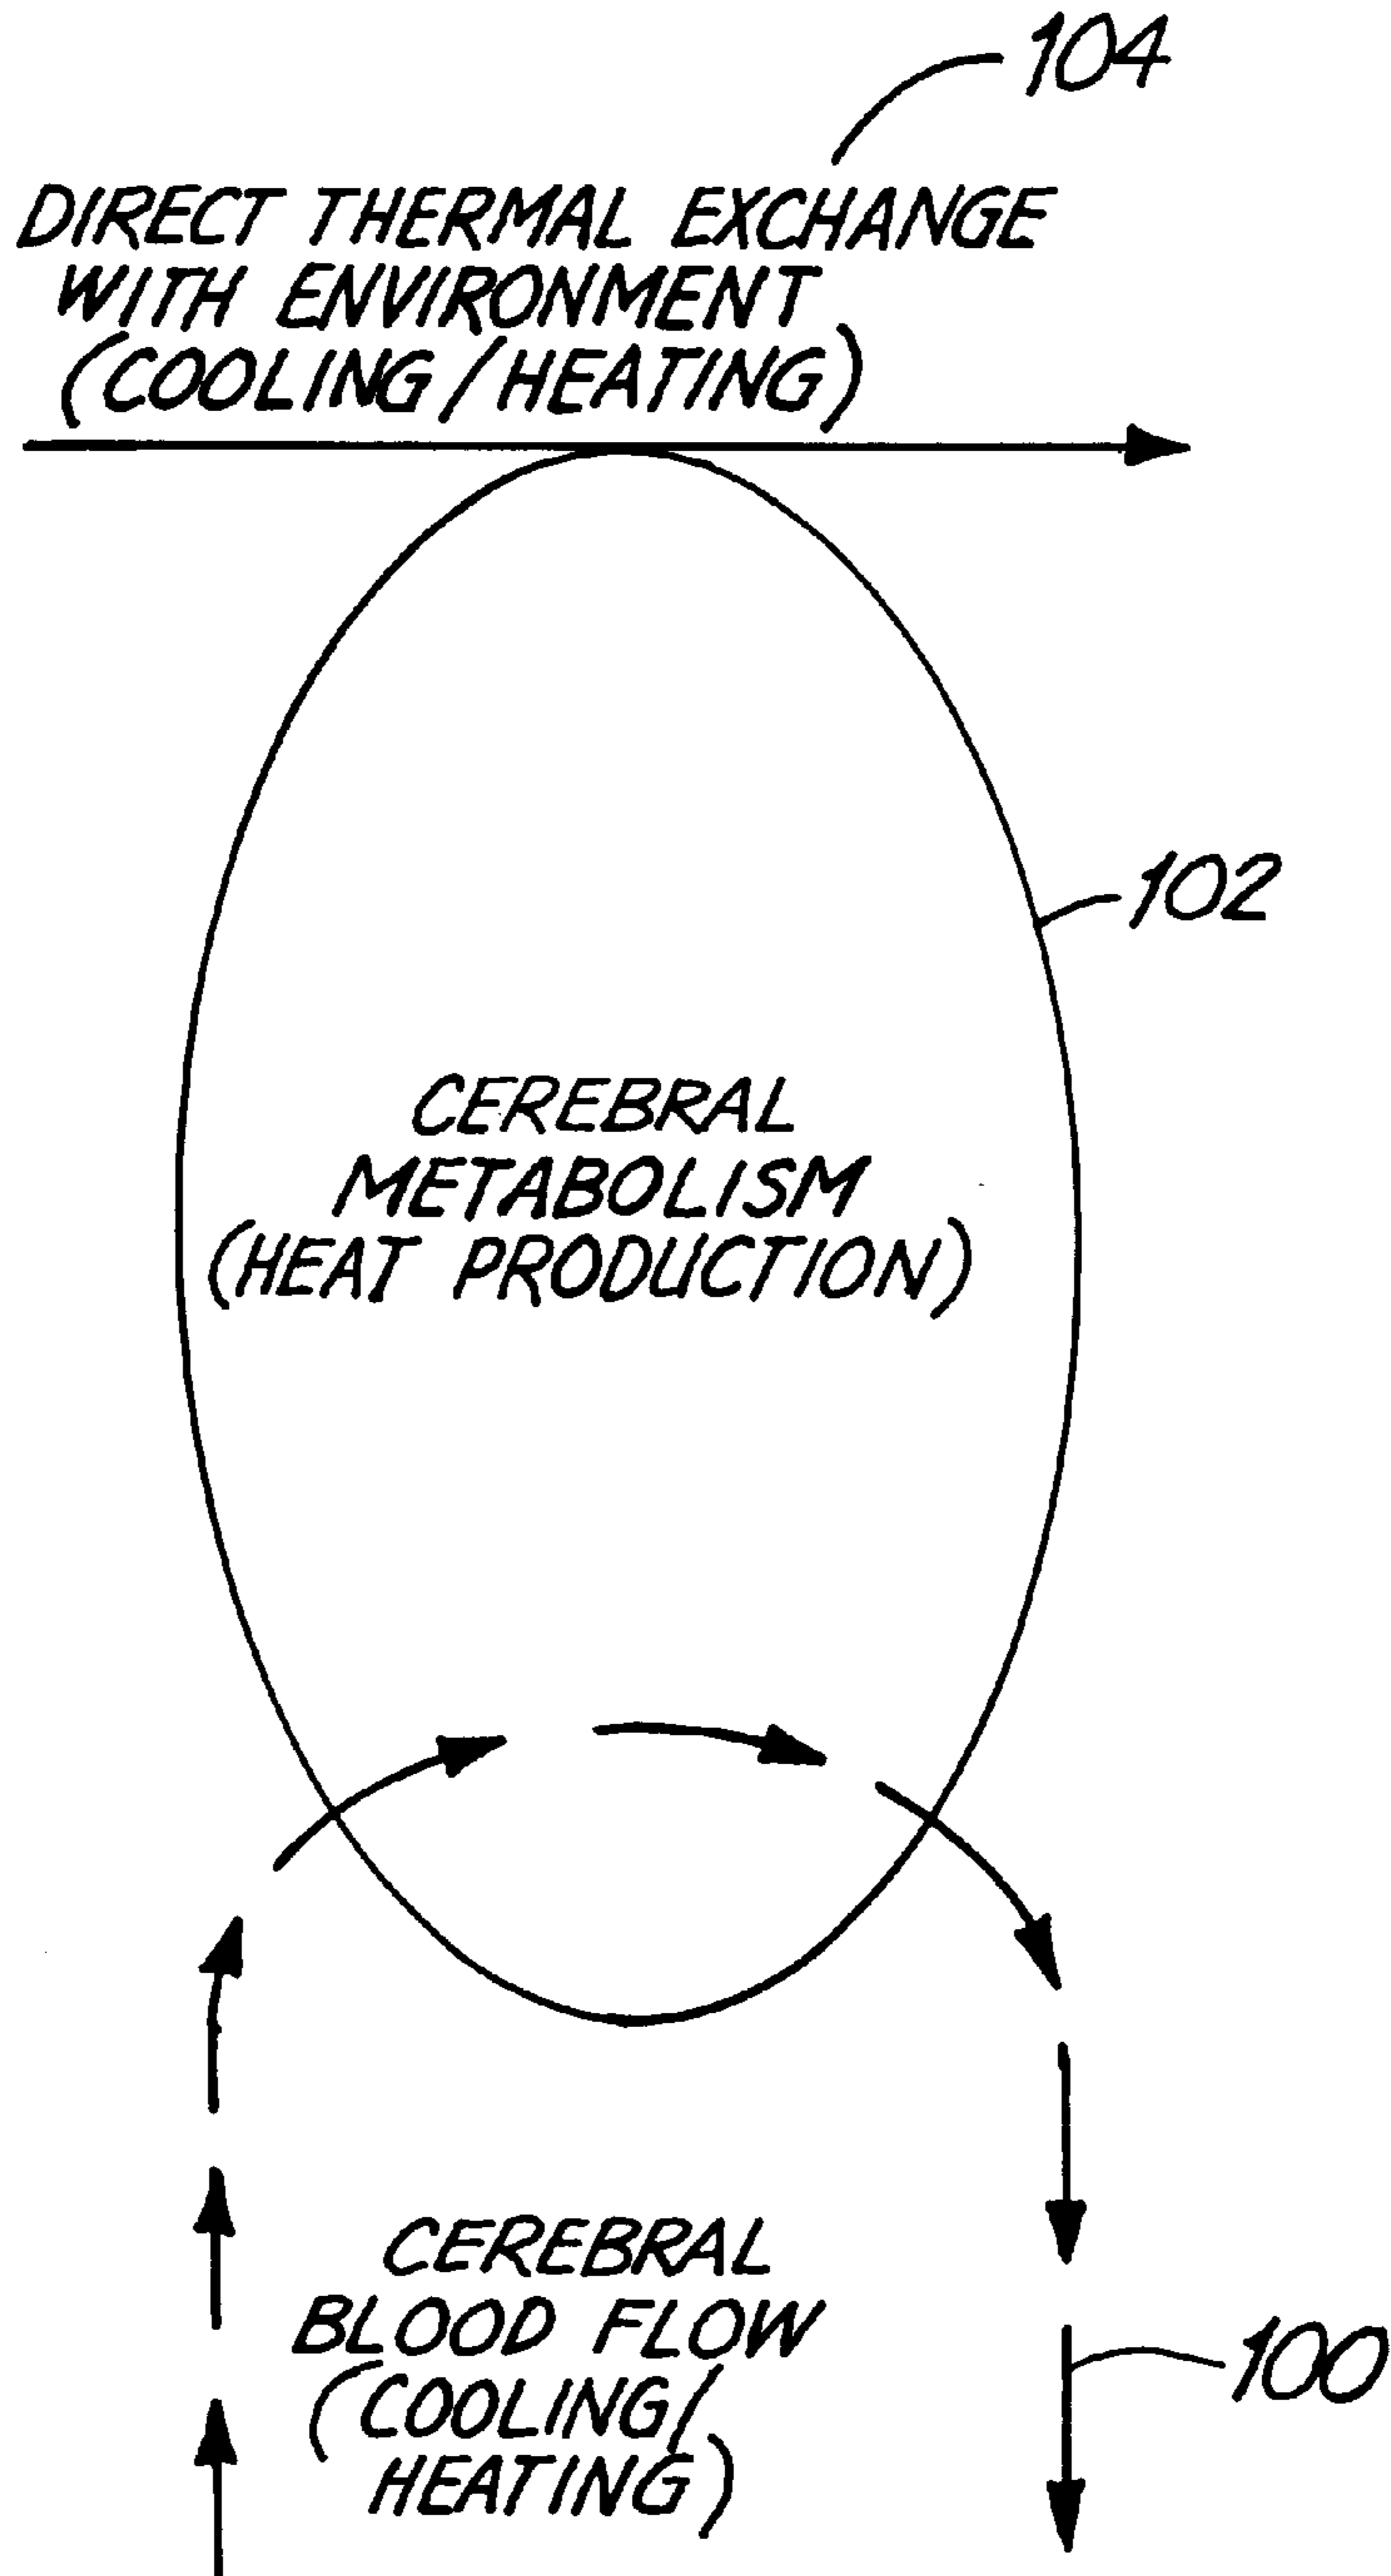 104
DIRECT THERMAL EXCHANGE
WITH ENVIRONMENT
(COOLING/HEATING)
102
CEREBRAL
METABOLISM
(HEAT PRODUCTION)
CEREBRAL
BLOOD FLOW
(COOLING/
HEATING)
100